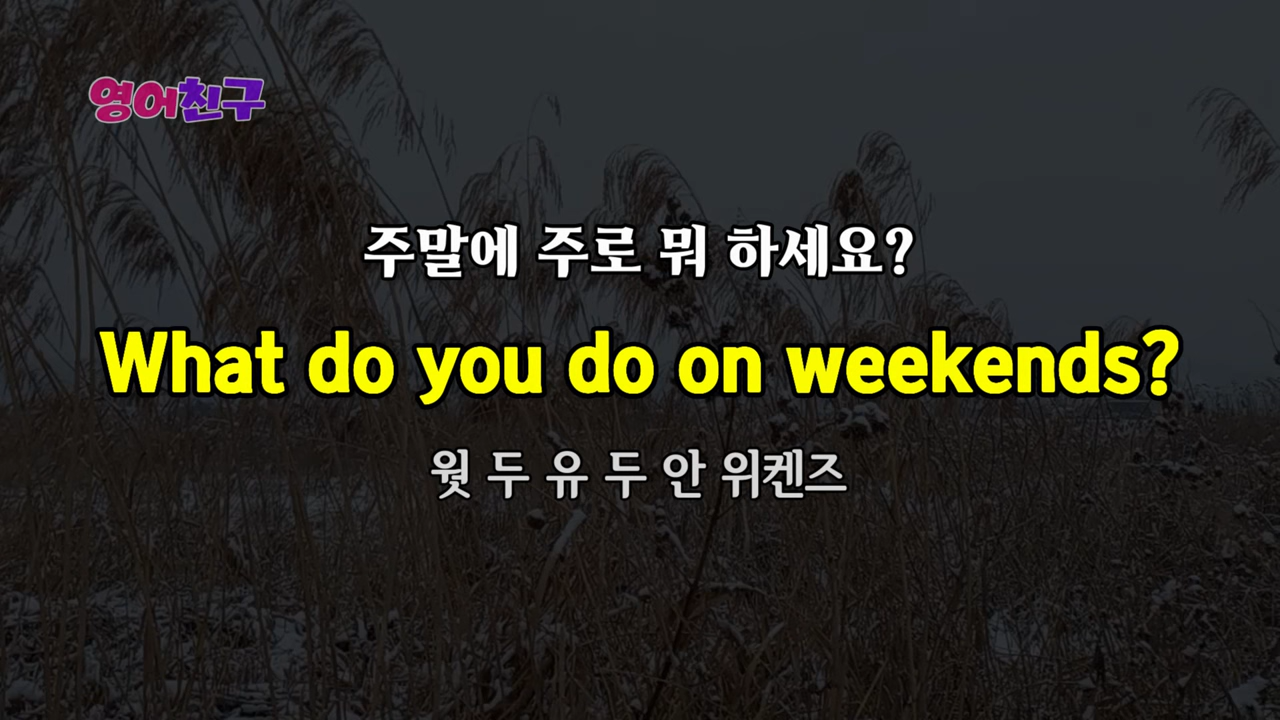 영어친구
주말에 주로 뭐 하세요?
What do you do on weekends?
웟 두 유 두 안 위켄즈